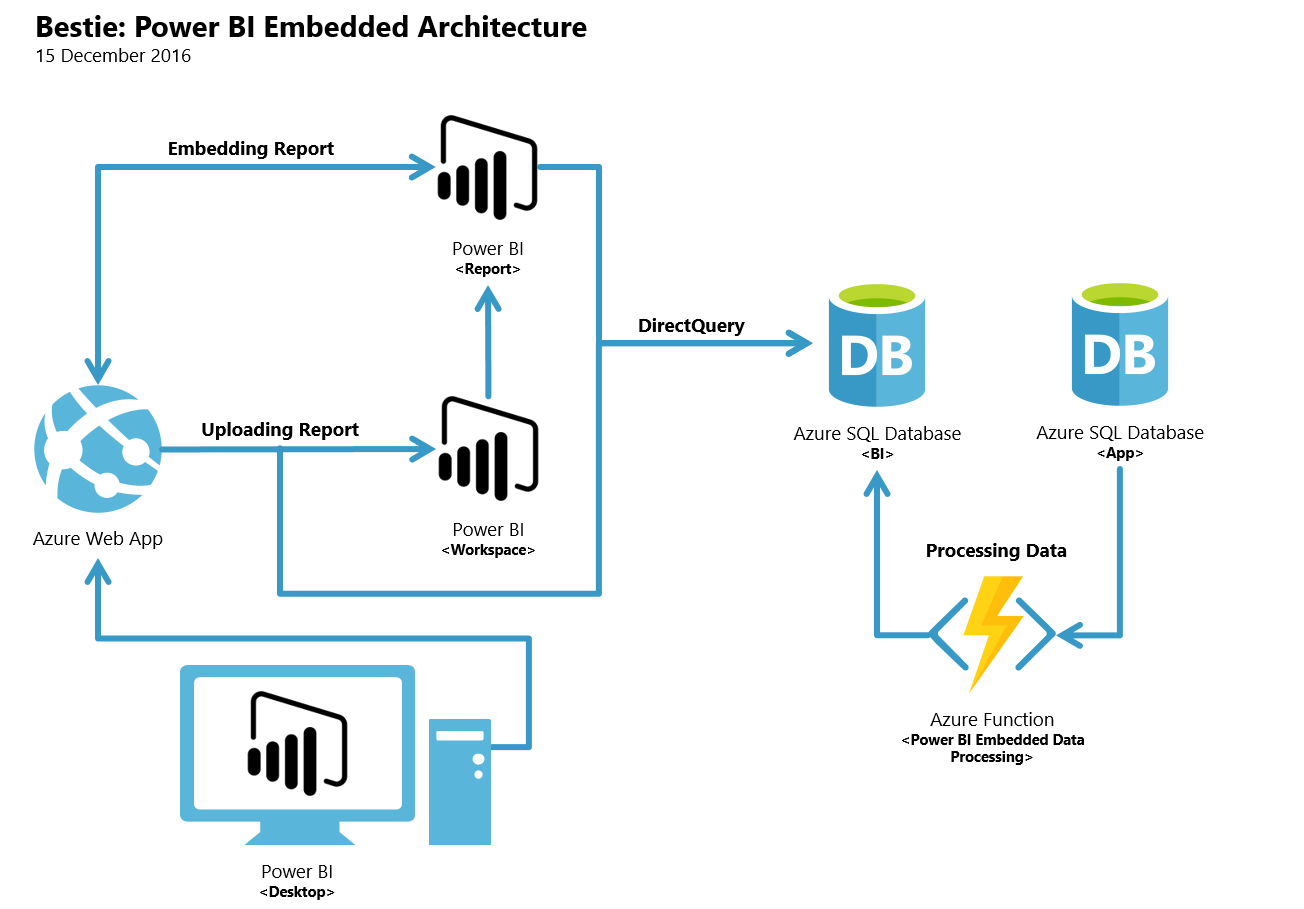 Bestie: Power BI Embedded Architecture
15 December 2016
Embedding Report
Power BI
<Report>
DirectQuery
DB
DB
Uploading Report
Azure SQL Database
<BI>
Azure SQL Database
<App>
Azure Web App
Power BI
<Workspace>
Processing Data
Azure Function
<Power BI Embedded Data
Processing>
Power BI
<Desktop>